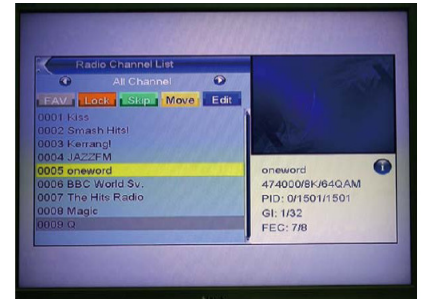 Radio Channel List
All Channel
FAV Lock Skip Move Edit
0001 Kiss
0002 Smash Hits!
0003 Kerrang!
0004 JAZZFM
0005 oneword
0006 BBC World Sv.
0007 The Hits Radio
0008 Magic
0009 Q
oneword
474000/8K/64QAM
PID: 0/1501/1501
GI: 1/32
FEC: 7/8